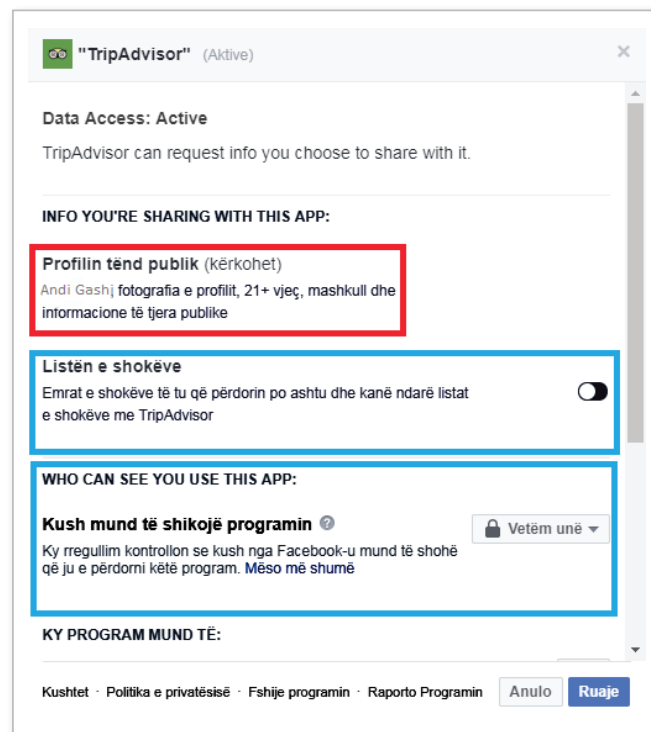 "TripAdvisor" (Aktive)
Data Access: Active
TripAdvisor can request info you choose to share with it.
INFO YOU'RE SHARING WITH THIS APP:
Profilin tënd publik (kërkohet)
Andi Gashi fotografia e profilit, 21+ vjeç, mashkull dhe
informacione të tjera publike
Listën e shokëve
Emrat e shokëve të tu që përdorin po ashtu dhe kanë ndarë listat
e shokëve me TripAdvisor
WHO CAN SEE YOU USE THIS APP:
Kush mund të shikojë programin ?
Vetëm unë
Ky rregullim kontrollon se kush nga Facebook-u mund të shohë
që ju e përdorni këtë program. Mëso më shumë
KY PROGRAM MUND TË:
Kushtet · Politika e privatësisë · Fshije programin · Raporto Programin Anulo Ruaje